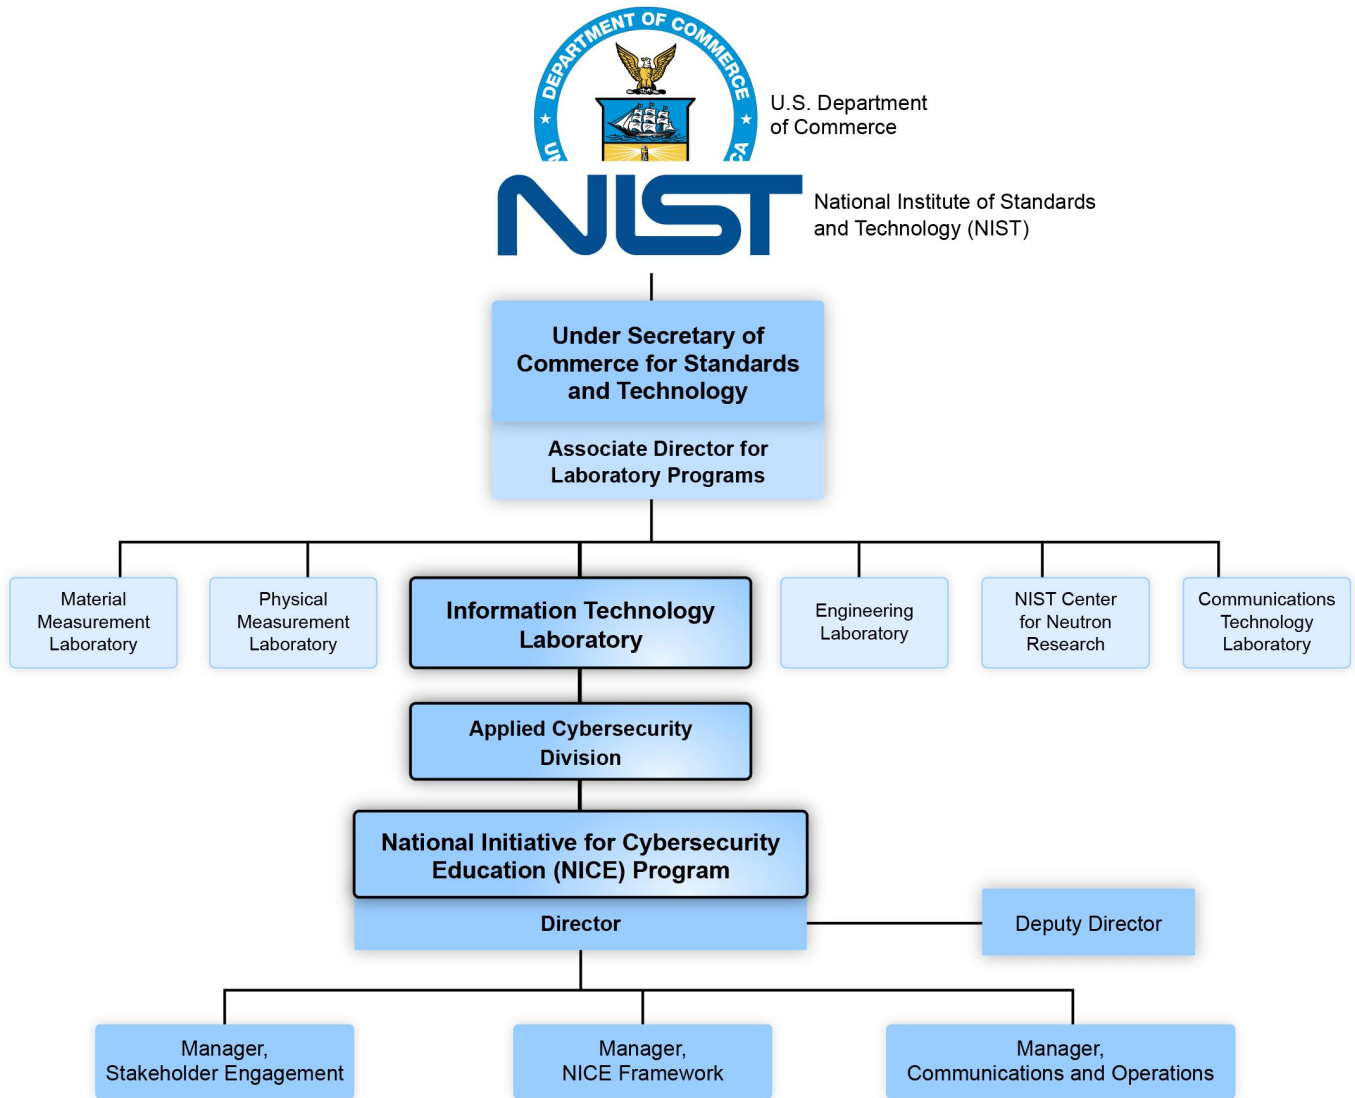 DEPARTMENT OF COMMERCE
U.S. Department
of Commerce
NIST
National Institute of Standards
and Technology (NIST)
Under Secretary of
Commerce for Standards
and Technology
Associate Director for
Laboratory Programs
Material
Measurement
Laboratory
Physical
Measurement
Laboratory
Information Technology
Laboratory
Engineering
Laboratory
NIST Center
for Neutron
Research
Communications
Technology
Laboratory
Applied Cybersecurity
Division
National Initiative for Cybersecurity
Education (NICE) Program
Director
Deputy Director
Manager,
Stakeholder Engagement
Manager,
NICE Framework
Manager,
Communications and Operations